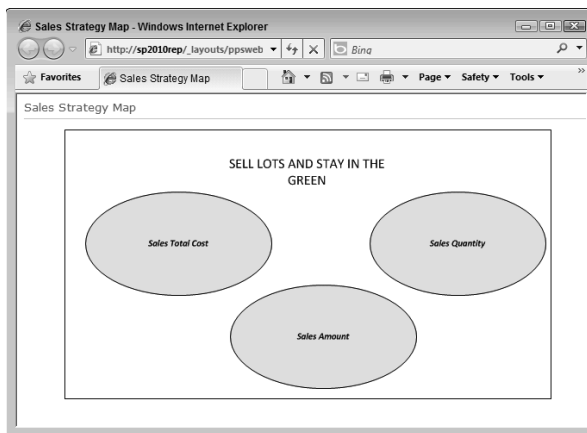 Sales Strategy Map - Windows Internet Explorer
http://sp2010rep/_layouts/ppsweb
Bing
Favorites
Sales Strategy Map
Page
Safety
Tools
»
Sales Strategy Map
SELL LOTS AND STAY IN THE
GREEN
Sales Total Cost
Sales Quantity
Sales Amount